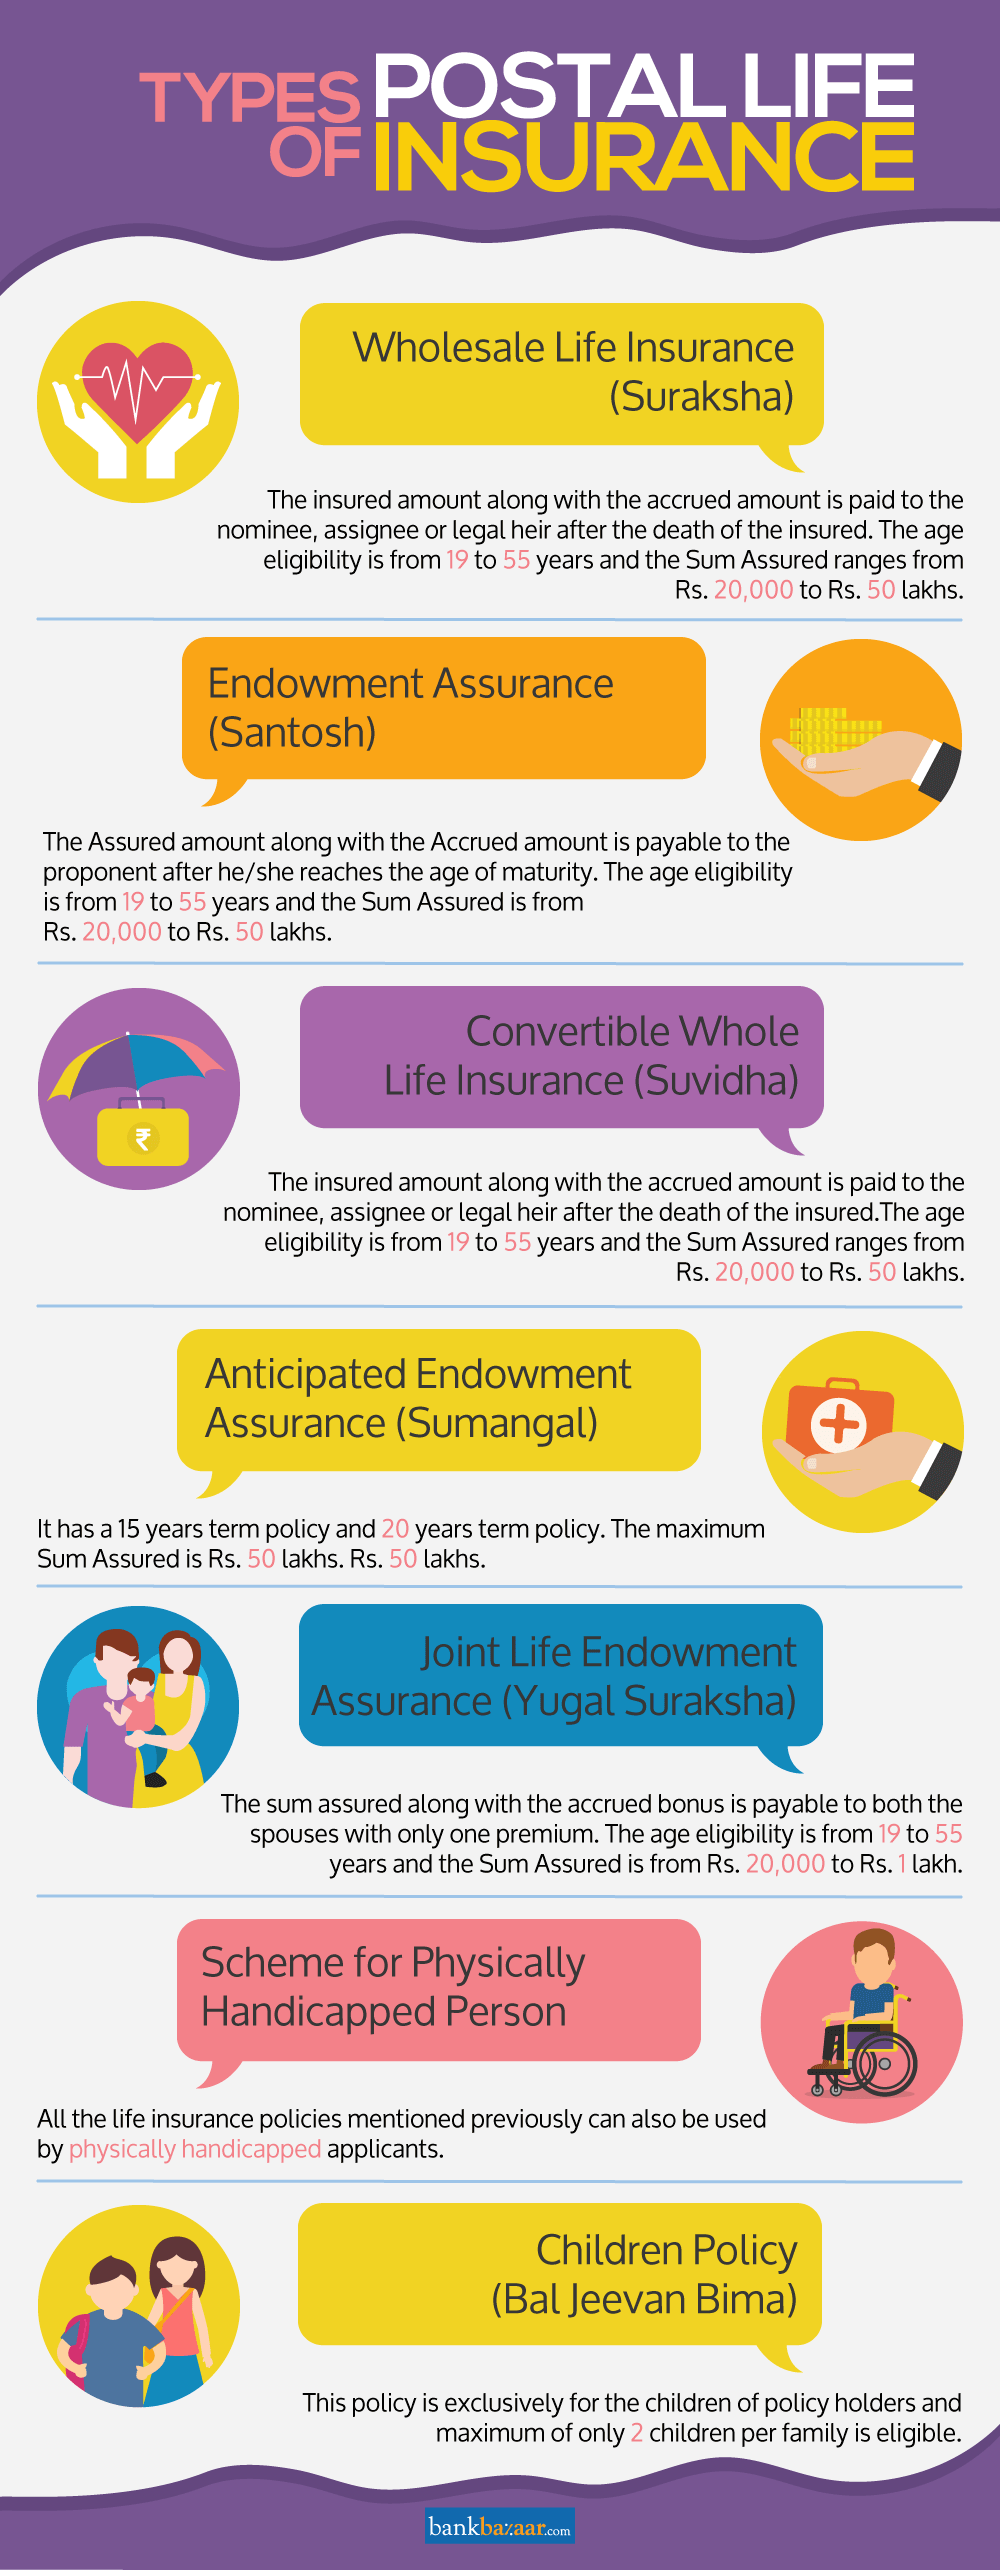 TYPES
OF
POSTAL LIFE
INSURANCE
Wholesale Life Insurance
(Suraksha)
The insured amount along with the accrued amount is paid to the
nominee, assignee or legal heir after the death of the insured. The age
eligibility is from 19 to 55 years and the Sum Assured ranges from
Rs. 20,000 to Rs. 50 lakhs.
Endowment Assurance
(Santosh)
The Assured amount along with the Accrued amount is payable to the
proponent after he/she reaches the age of maturity. The age eligibility
is from 19 to 55 years and the Sum Assured is from
Rs. 20,000 to Rs. 50 lakhs.
Convertible Whole
Life Insurance (Suvidha)
₹
The insured amount along with the accrued amount is paid to the
nominee, assignee or legal heir after the death of the insured.The age
eligibility is from 19 to 55 years and the Sum Assured ranges from
Rs. 20,000 to Rs. 50 lakhs.
Anticipated Endowment
Assurance (Sumangal)
It has a 15 years term policy and 20 years term policy. The maximum
Sum Assured is Rs. 50 lakhs. Rs. 50 lakhs.
Joint Life Endowment
Assurance (Yugal Suraksha)
The sum assured along with the accrued bonus is payable to both the
spouses with only one premium. The age eligibility is from 19 to 55
years and the Sum Assured is from Rs. 20,000 to Rs. 1 lakh.
Scheme for Physically
Handicapped Person
All the life insurance policies mentioned previously can also be used
by physically handicapped applicants.
Children Policy
(Bal Jeevan Bima)
This policy is exclusively for the children of policy holders and
maximum of only 2 children per family is eligible.
bankbazaar.com